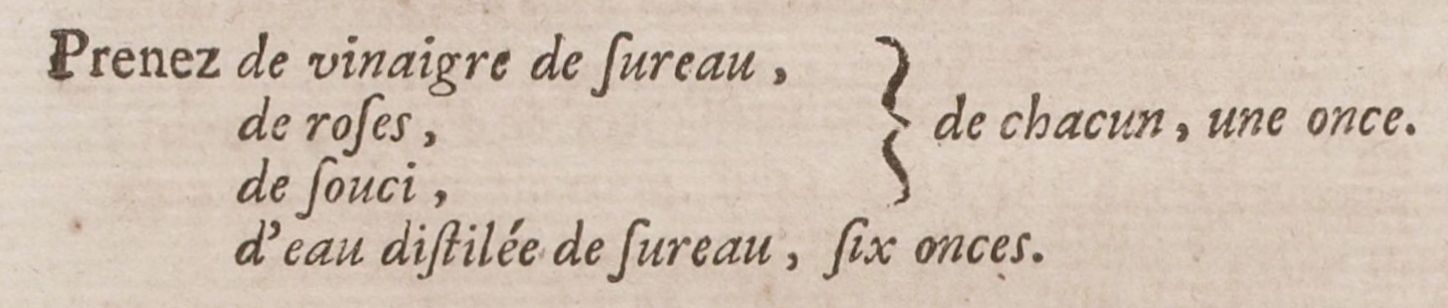 Prenez de vinaigre de ſureau,
de roſes,
de ſouci,
} de chacun, une once.
d'eau diſtilée de ſureau, ſix onces.